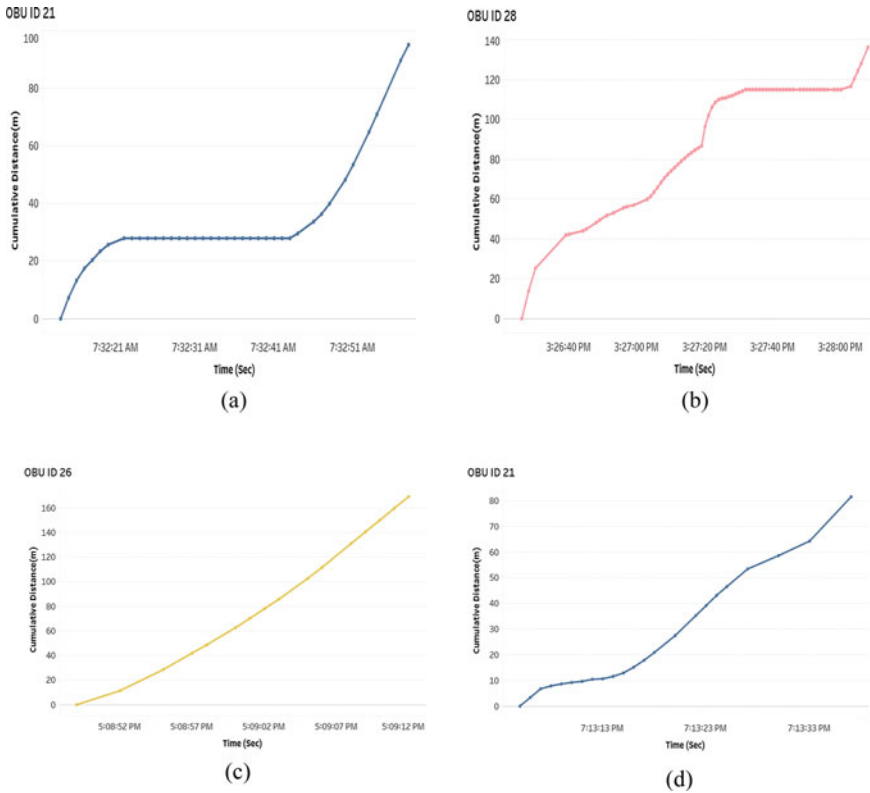 OBU ID 21
100
80
60
40
20
0
Cumulative Distance(m)
7:32:21 AM 7:32:31 AM 7:32:41 AM 7:32:51 AM
Time (Sec)
(a)
OBU ID 28
140
120
100
80
60
40
20
0
Cumulative Distance(m)
3:26:40 PM 3:27:00 PM 3:27:20 PM 3:27:40 PM 3:28:00 PM
Time (Sec)
(b)
OBU ID 26
160
140
120
100
80
60
40
20
0
Cumulative Distance(m)
5:08:52 PM 5:08:57 PM 5:09:02 PM 5:09:07 PM 5:09:12 PM
Time (Sec)
(c)
OBU ID 21
80
70
60
50
40
30
20
10
0
Cumulative Distance(m)
7:13:13 PM 7:13:23 PM 7:13:33 PM
Time (Sec)
(d)